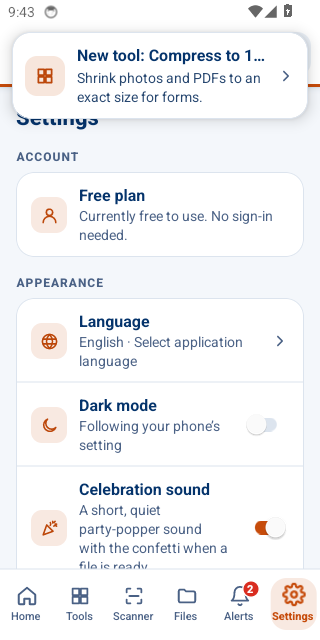 9:43
New tool: Compress to 1…
Shrink photos and PDFs to an
exact size for forms.
Settings
ACCOUNT
Free plan
Currently free to use. No sign-in
needed.
APPEARANCE
Language
English · Select application
language
Dark mode
Following your phone's
setting
Celebration sound
A short, quiet
party-popper sound
with the confetti when a
file is ready
Home
Tools
Scanner
Files
2
Alerts
Settings